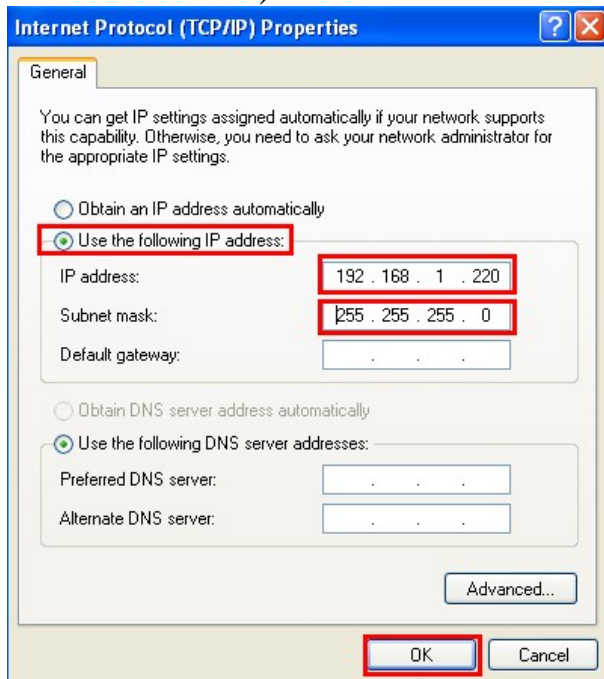 Internet Protocol (TCP/IP) Properties
General
You can get IP settings assigned automatically if your network supports
this capability. Otherwise, you need to ask your network administrator for
the appropriate IP settings.
Obtain an IP address automatically
Use the following IP address:
IP address: 192 . 168 . 1 . 220
Subnet mask: 255 . 255 . 255 . 0
Default gateway: . . .
Obtain DNS server address automatically
Use the following DNS server addresses:
Preferred DNS server: . . .
Alternate DNS server: . . .
Advanced...
OK Cancel